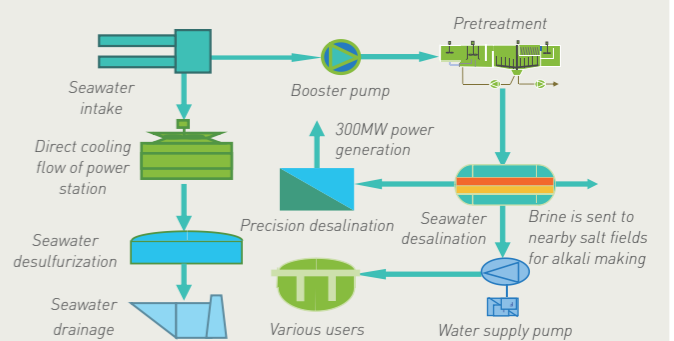 Pretreatment
Seawater
intake
Booster pump
Direct cooling
flow of power
station
300MW power
generation
Precision desalination
Seawater
desalination
Brine is sent to
nearby salt fields
for alkali making
Seawater
desulfurization
Seawater
drainage
Various users
Water supply pump